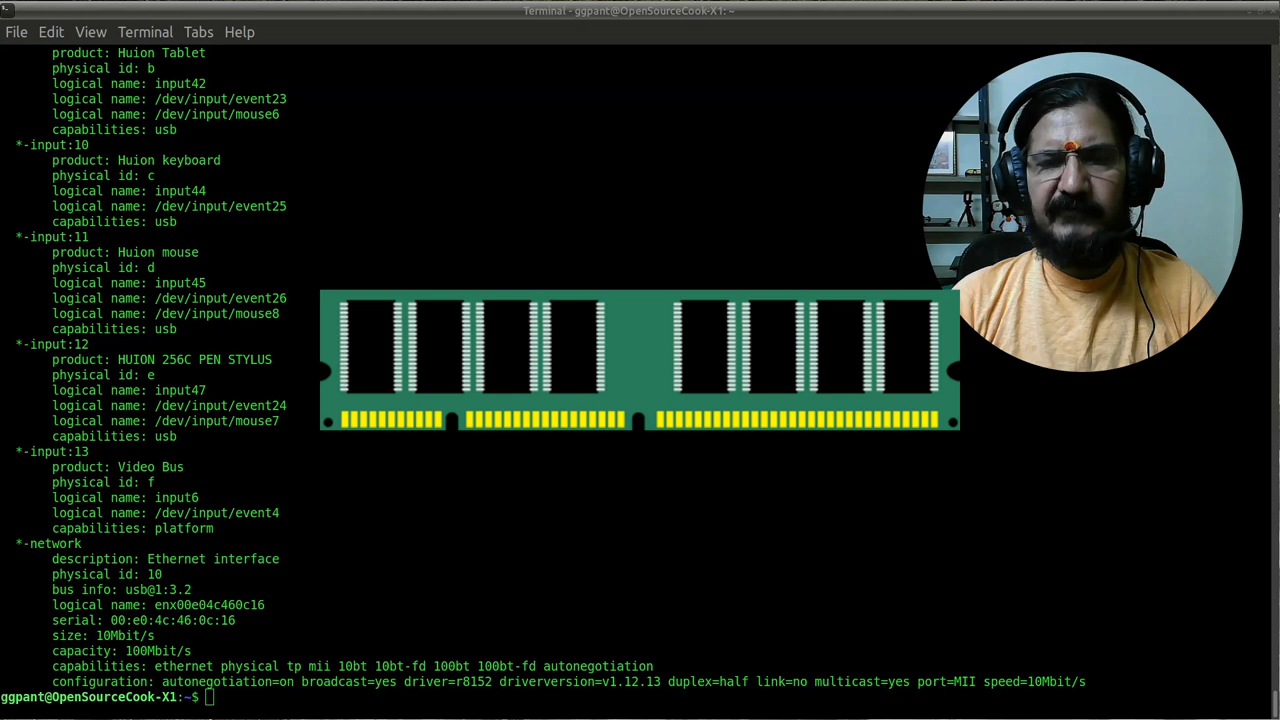 Terminal - ggpant@OpenSourceCook-X1: ~
File Edit View Terminal Tabs Help
product: Huion Tablet
physical id: b
logical name: input42
logical name: /dev/input/event23
logical name: /dev/input/mouse6
capabilities: usb
*-input:10
product: Huion keyboard
physical id: c
logical name: input44
logical name: /dev/input/event25
capabilities: usb
*-input:11
product: Huion mouse
physical id: d
logical name: input45
logical name: /dev/input/event26
logical name: /dev/input/mouse8
capabilities: usb
*-input:12
product: HUION 256C PEN STYLUS
physical id: e
logical name: input47
logical name: /dev/input/event24
logical name: /dev/input/mouse7
capabilities: usb
*-input:13
product: Video Bus
physical id: f
logical name: input6
logical name: /dev/input/event4
capabilities: platform
*-network
description: Ethernet interface
physical id: 10
bus info: usb@1:3.2
logical name: enx00e04c460c16
serial: 00:e0:4c:46:0c:16
size: 10Mbit/s
capacity: 100Mbit/s
capabilities: ethernet physical tp mii 10bt 10bt-fd 100bt 100bt-fd autonegotiation
configuration: autonegotiation=on broadcast=yes driver=r8152 driverversion=v1.12.13 duplex=half link=no multicast=yes port=MII speed=10Mbit/s
ggpant@OpenSourceCook-X1:~$